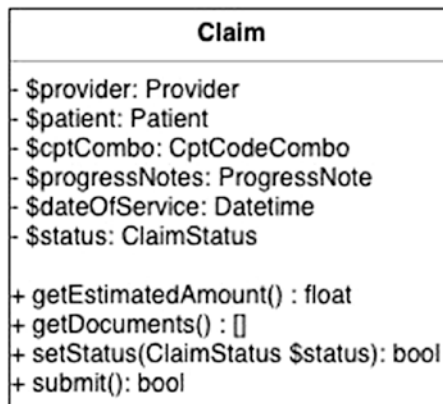 Claim
- $provider: Provider
- $patient: Patient
- $cptCombo: CptCodeCombo
- $progressNotes: ProgressNote
- $dateOfService: Datetime
- $status: ClaimStatus
+ getEstimatedAmount() : float
+ getDocuments() : []
+ setStatus(ClaimStatus $status): bool
+ submit(): bool